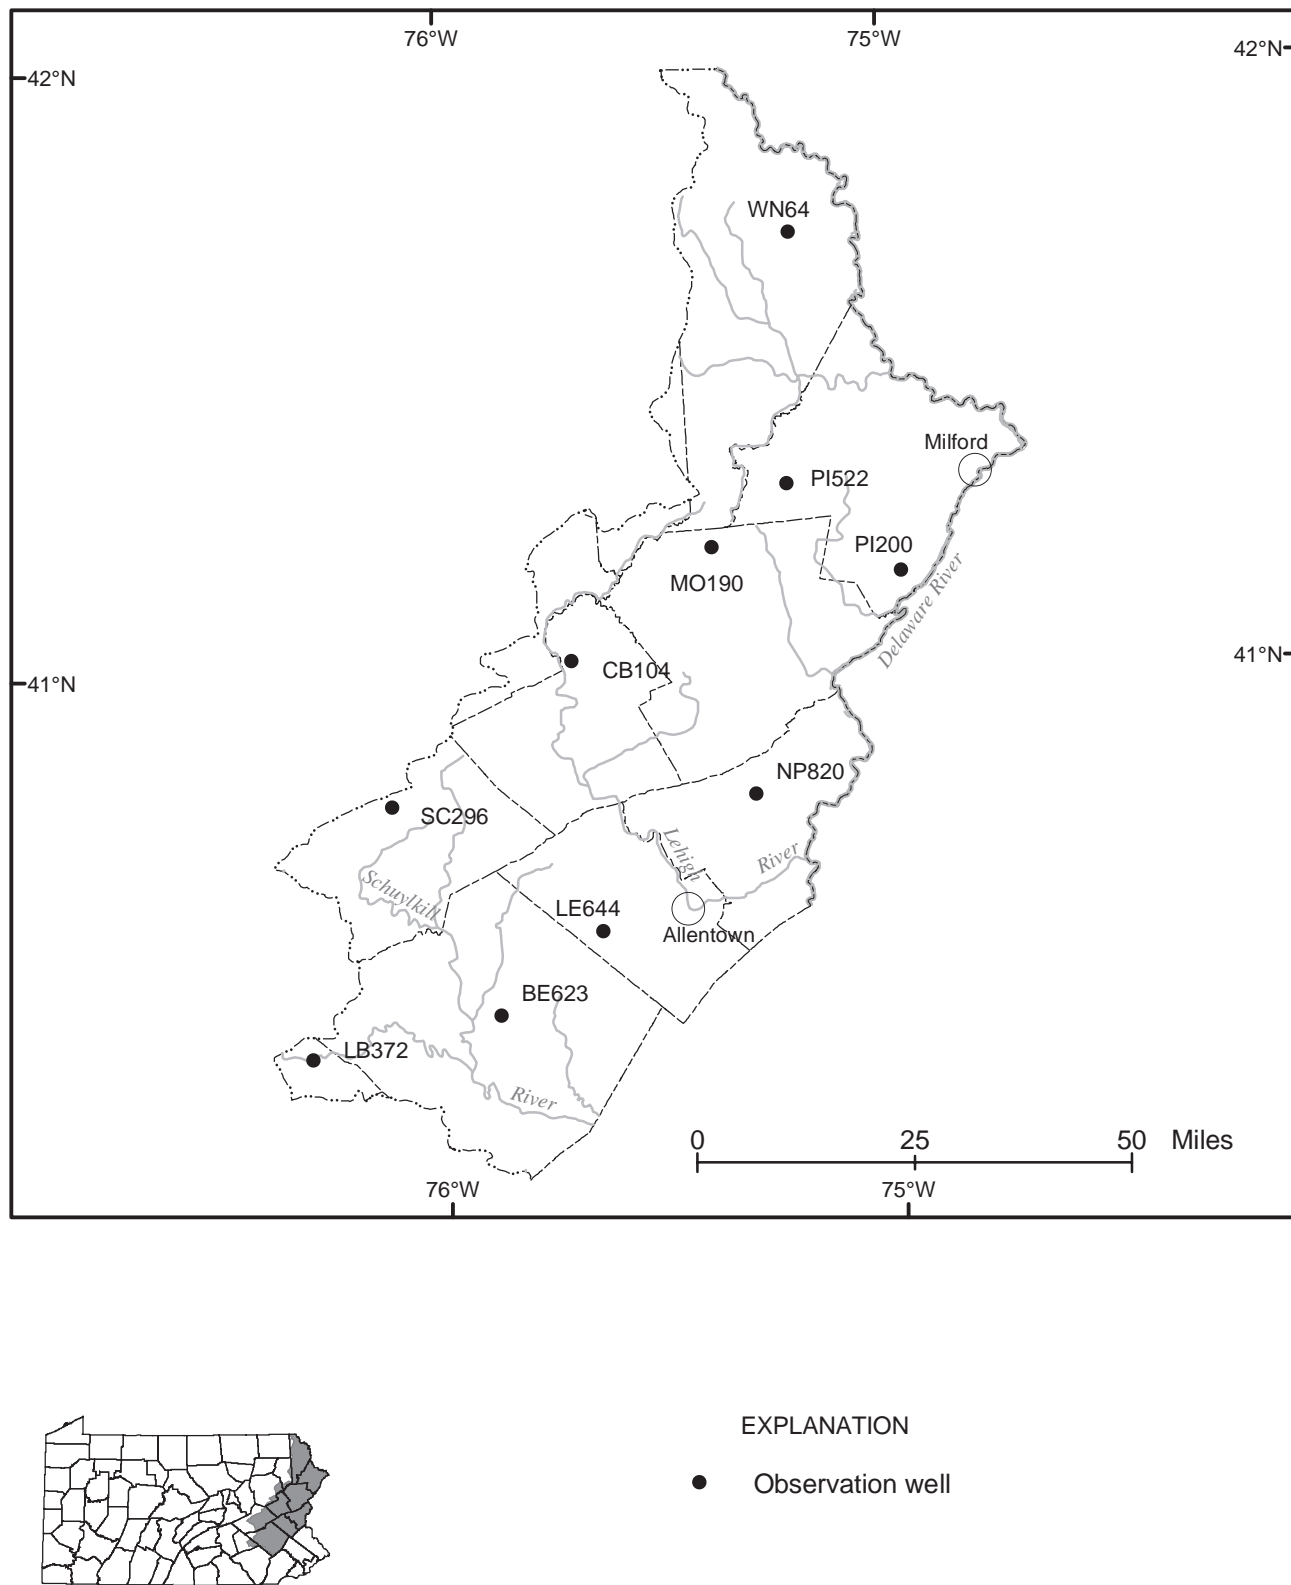 76°W
75°W
42°N
42°N
WN64
Milford
PI522
PI200
MO190
Delaware River
CB104
41°N
41°N
NP820
SC296
Lehigh
River
Schuylkill
LE644
Allentown
BE623
LB372
River
0 25 50 Miles
76°W
75°W
EXPLANATION
Observation well